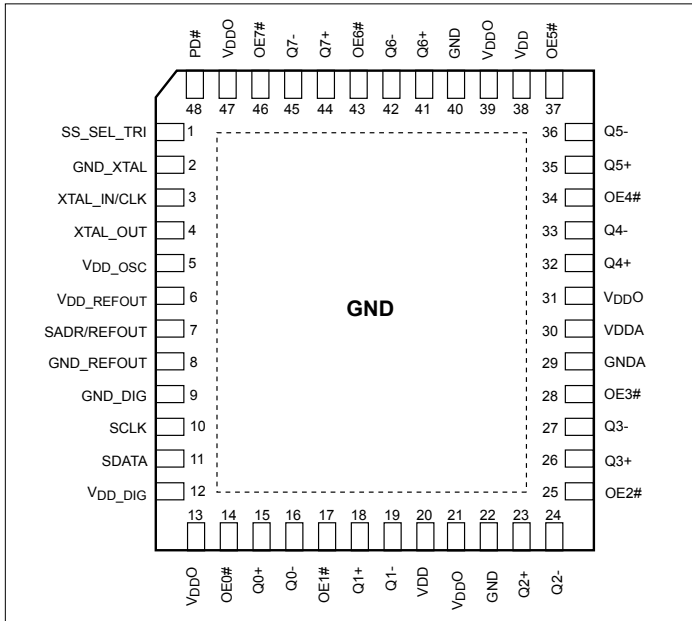 PD#
VDDO
OE7#
Q7-
Q7+
OE6#
Q6-
Q6+
GND
VDDO
VDD
OE5#
48 47 46 45 44 43 42 41 40 39 38 37
SS_SEL_TRI 1
GND_XTAL 2
XTAL_IN/CLK 3
XTAL_OUT 4
VDD_OSC 5
VDD_REFOUT 6
SADR/REFOUT 7
GND_REFOUT 8
GND_DIG 9
SCLK 10
SDATA 11
VDD_DIG 12
GND
36 Q5-
35 Q5+
34 OE4#
33 Q4-
32 Q4+
31 VDDO
30 VDDA
29 GNDA
28 OE3#
27 Q3-
26 Q3+
25 OE2#
13 14 15 16 17 18 19 20 21 22 23 24
VDDO
OE0#
Q0+
Q0-
OE1#
Q1+
Q1-
VDD
VDDO
GND
Q2+
Q2-